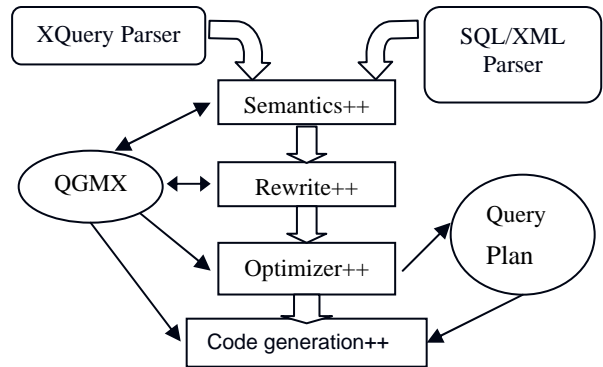 XQuery Parser
SQL/XML
Parser
Semantics++
QGMX
Rewrite++
Query
Plan
Optimizer++
Code generation++